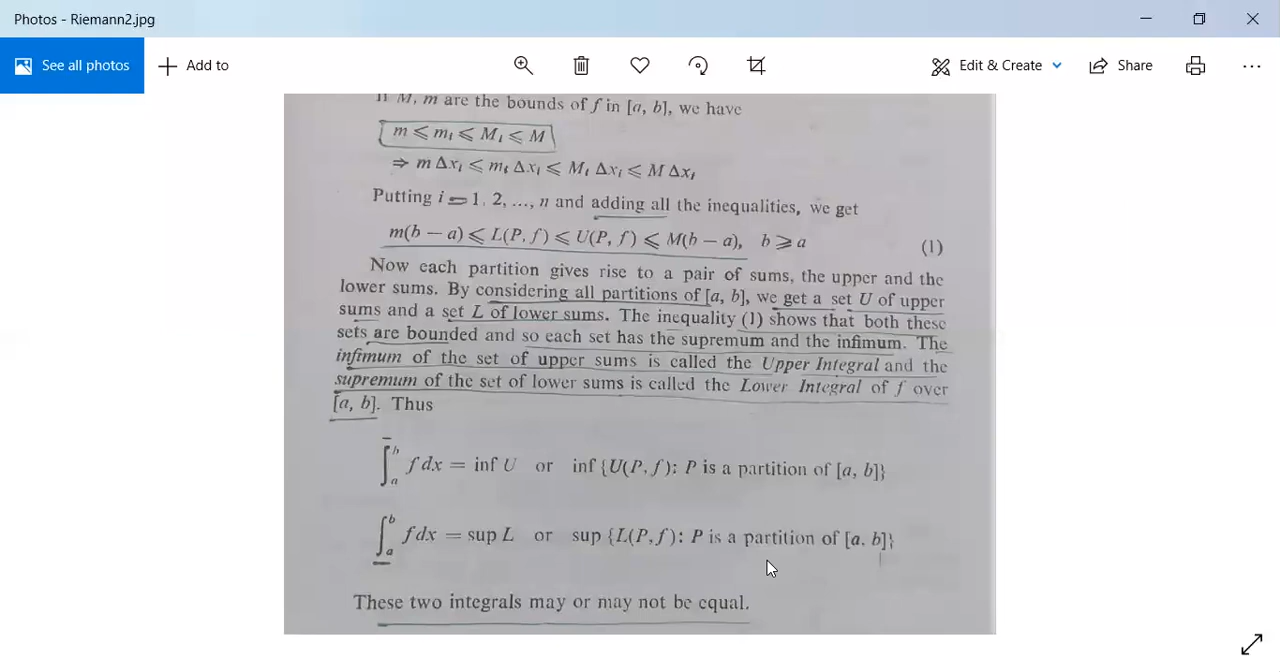 Photos - Riemann2.jpg
See all photos
Add to
Edit & Create
Share
If M, m are the bounds of f in [a, b], we have
m ⩽ mᵢ ⩽ Mᵢ ⩽ M
⇒ m Δxᵢ ⩽ mᵢ Δxᵢ ⩽ Mᵢ Δxᵢ ⩽ M Δxᵢ
Putting i = 1, 2, ..., n and adding all the inequalities, we get
m(b − a) ⩽ L(P, f) ⩽ U(P, f) ⩽ M(b − a), b ⩾ a (1)
Now each partition gives rise to a pair of sums, the upper and the
lower sums. By considering all partitions of [a, b], we get a set U of upper
sums and a set L of lower sums. The inequality (1) shows that both these
sets are bounded and so each set has the supremum and the infimum. The
infimum of the set of upper sums is called the Upper Integral and the
supremum of the set of lower sums is called the Lower Integral of f over
[a, b]. Thus
∫̅ₐᵇ f dx = inf U or inf {U(P, f): P is a partition of [a, b]}
∫̲ₐᵇ f dx = sup L or sup {L(P, f): P is a partition of [a. b]}
These two integrals may or may not be equal.